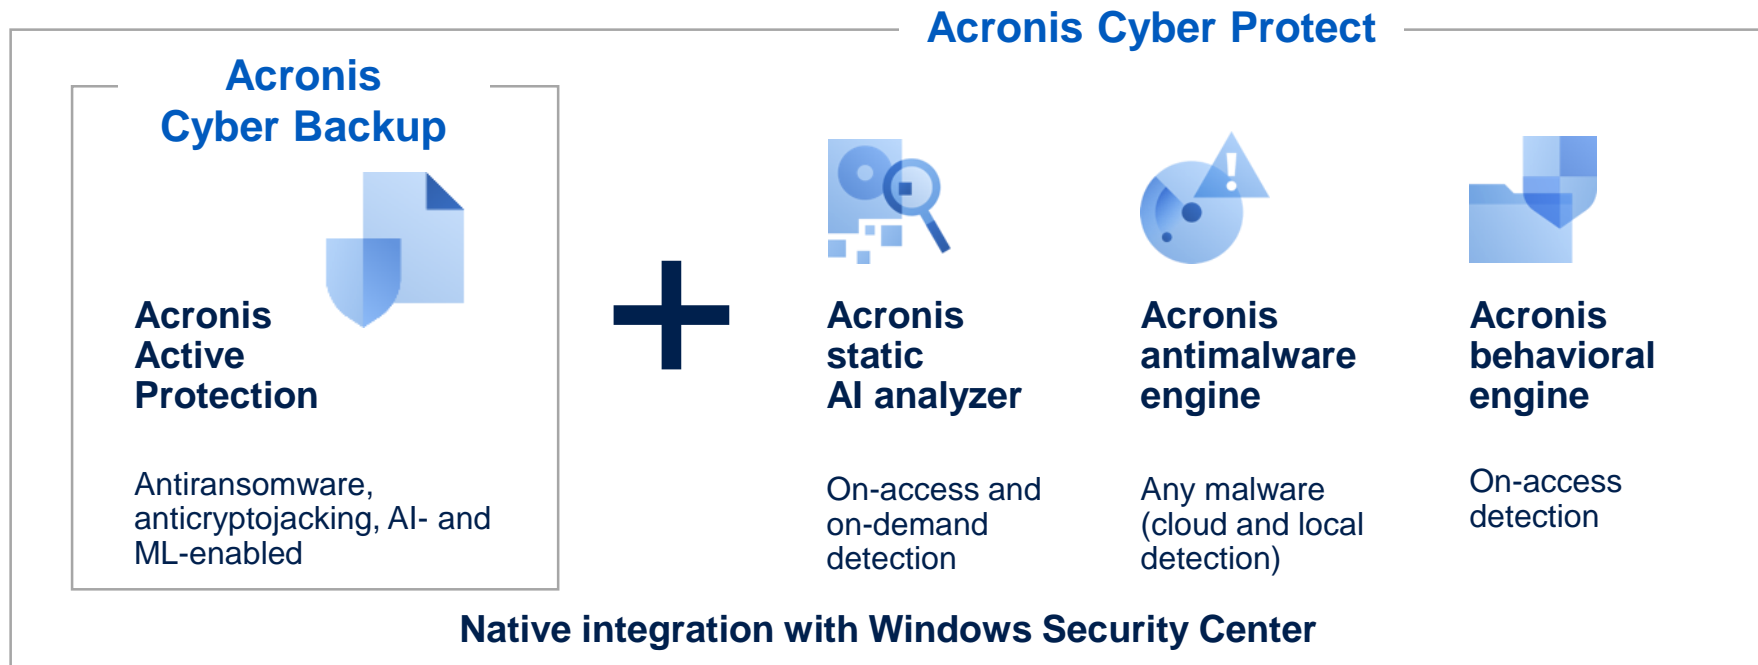 Acronis Cyber Protect
Acronis
Cyber Backup
Acronis
Active
Protection
Antiransomware,
anticryptojacking, AI- and
ML-enabled
Acronis
static
AI analyzer
On-access and
on-demand
detection
Acronis
antimalware
engine
Any malware
(cloud and local
detection)
Acronis
behavioral
engine
On-access
detection
Native integration with Windows Security Center